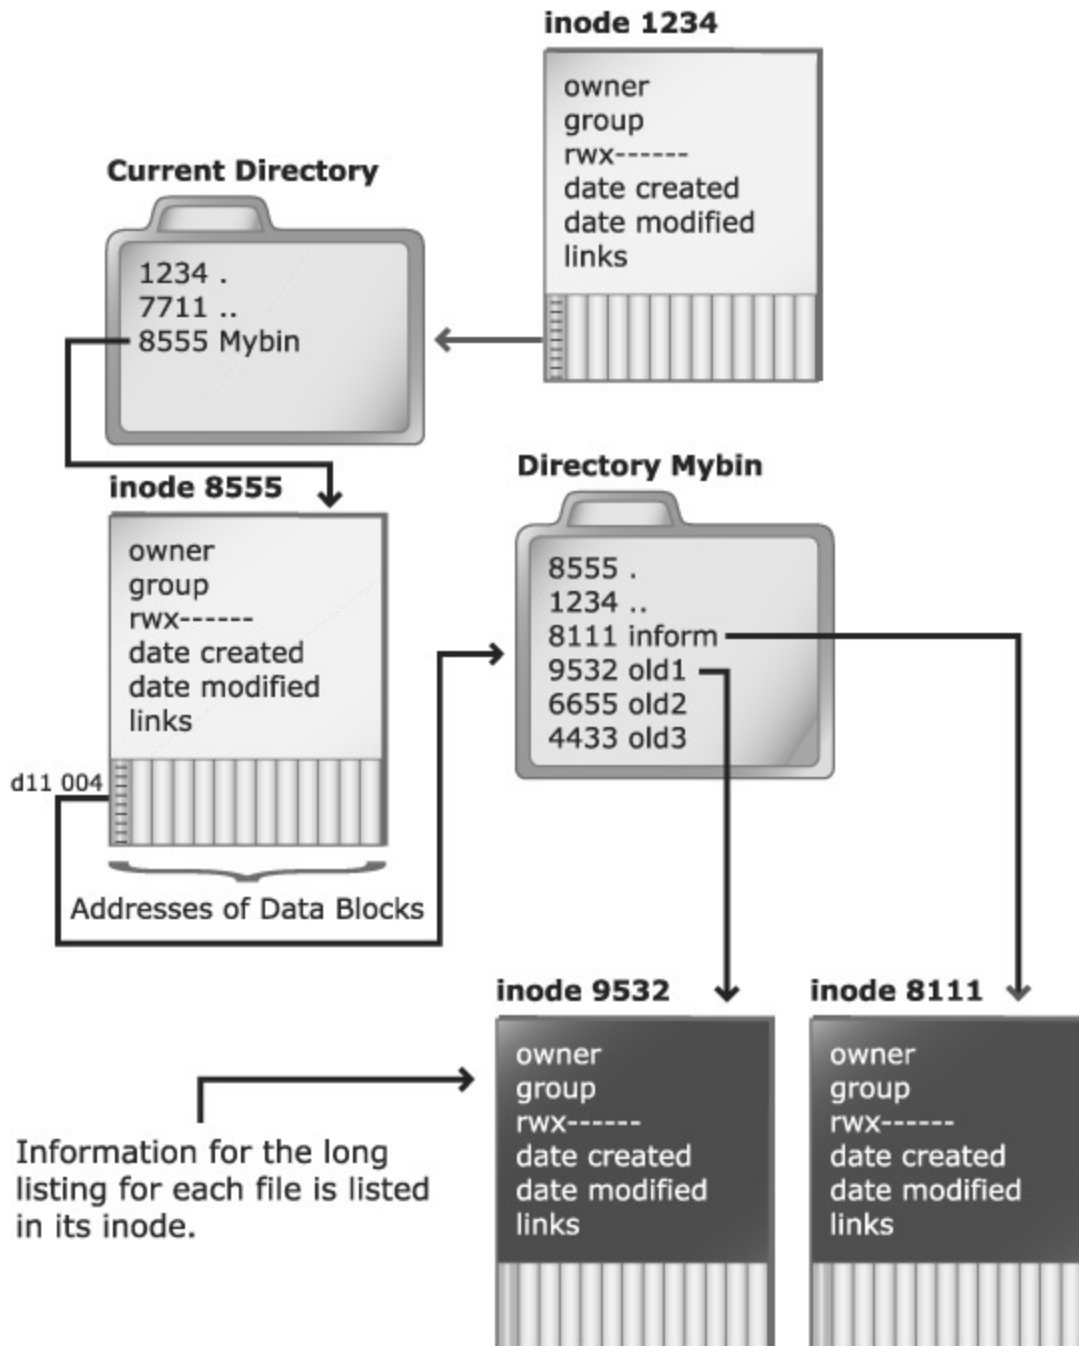 inode 1234
owner
group
rwx------
date created
date modified
links
Current Directory
1234 .
7711 ..
8555 Mybin
inode 8555
owner
group
rwx------
date created
date modified
links
d11 004
Addresses of Data Blocks
Directory Mybin
8555 .
1234 ..
8111 inform
9532 old1
6655 old2
4433 old3
inode 9532
owner
group
rwx------
date created
date modified
links
inode 8111
owner
group
rwx------
date created
date modified
links
Information for the long
listing for each file is listed
in its inode.